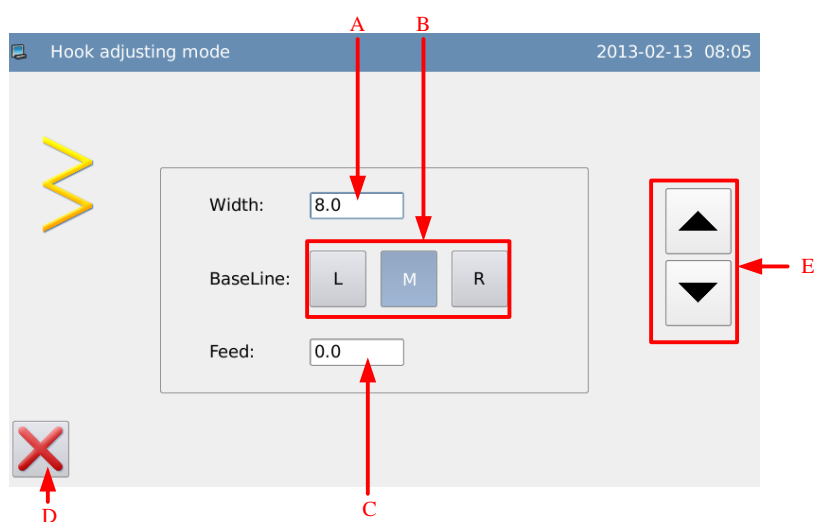 A B
Hook adjusting mode 2013-02-13 08:05
Width: 8.0
BaseLine: L M R
E
Feed: 0.0
D C